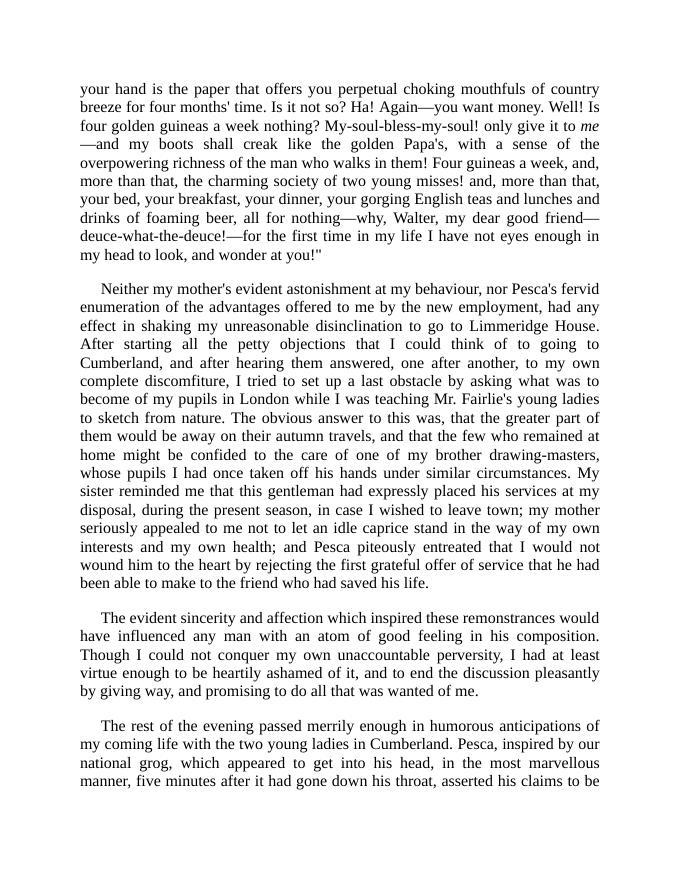 your hand is the paper that offers you perpetual choking mouthfuls of country
breeze for four months' time. Is it not so? Ha! Again—you want money. Well! Is
four golden guineas a week nothing? My-soul-bless-my-soul! only give it to me
—and my boots shall creak like the golden Papa's, with a sense of the
overpowering richness of the man who walks in them! Four guineas a week, and,
more than that, the charming society of two young misses! and, more than that,
your bed, your breakfast, your dinner, your gorging English teas and lunches and
drinks of foaming beer, all for nothing—why, Walter, my dear good friend—
deuce-what-the-deuce!—for the first time in my life I have not eyes enough in
my head to look, and wonder at you!"
Neither my mother's evident astonishment at my behaviour, nor Pesca's fervid
enumeration of the advantages offered to me by the new employment, had any
effect in shaking my unreasonable disinclination to go to Limmeridge House.
After starting all the petty objections that I could think of to going to
Cumberland, and after hearing them answered, one after another, to my own
complete discomfiture, I tried to set up a last obstacle by asking what was to
become of my pupils in London while I was teaching Mr. Fairlie's young ladies
to sketch from nature. The obvious answer to this was, that the greater part of
them would be away on their autumn travels, and that the few who remained at
home might be confided to the care of one of my brother drawing-masters,
whose pupils I had once taken off his hands under similar circumstances. My
sister reminded me that this gentleman had expressly placed his services at my
disposal, during the present season, in case I wished to leave town; my mother
seriously appealed to me not to let an idle caprice stand in the way of my own
interests and my own health; and Pesca piteously entreated that I would not
wound him to the heart by rejecting the first grateful offer of service that he had
been able to make to the friend who had saved his life.
The evident sincerity and affection which inspired these remonstrances would
have influenced any man with an atom of good feeling in his composition.
Though I could not conquer my own unaccountable perversity, I had at least
virtue enough to be heartily ashamed of it, and to end the discussion pleasantly
by giving way, and promising to do all that was wanted of me.
The rest of the evening passed merrily enough in humorous anticipations of
my coming life with the two young ladies in Cumberland. Pesca, inspired by our
national grog, which appeared to get into his head, in the most marvellous
manner, five minutes after it had gone down his throat, asserted his claims to be